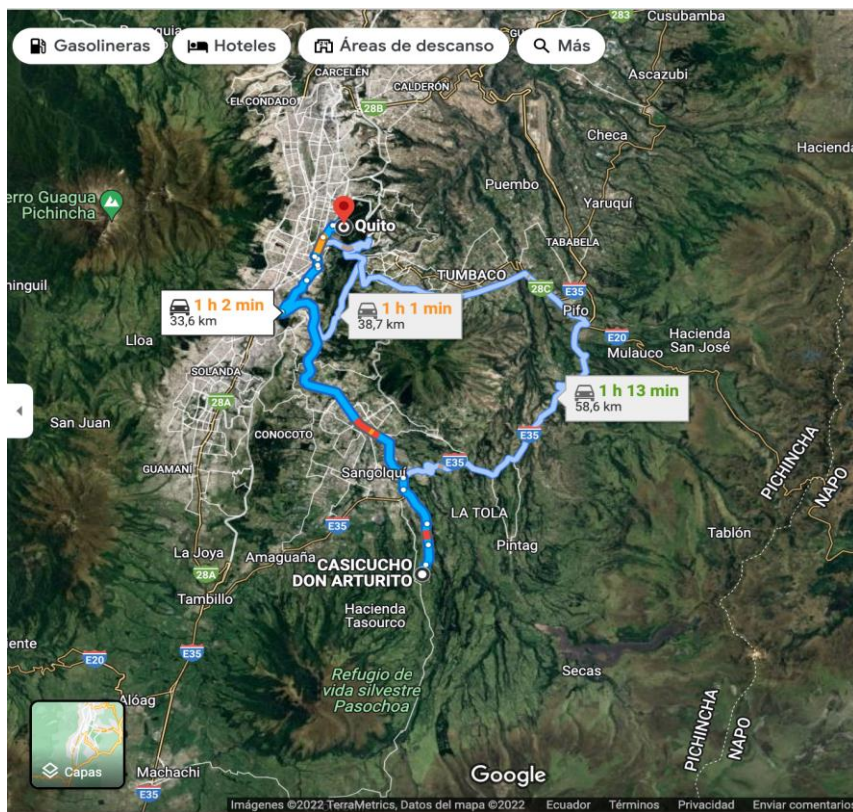 283
Cusubamba
Gasolineras
Hoteles
Áreas de descanso
Más
CARCELÉN
CALDERÓN
Ascazubi
EL CONDADO
28B
Checa
Hacienda
Puembo
erro Guagua
Pichincha
Yaruquí
Quito
TABABELA
TUMBACO
ninguil
28C
E35
1 h 2 min
33,6 km
1 h 1 min
38,7 km
Pifo
E20
Hacienda
San José
Lloa
Mulauco
SOLANDA
1 h 13 min
58,6 km
28A
San Juan
CONOCOTO
E35
PICHINCHA
NAPO
GUAMANÍ
Sangolquí
E35
LA TOLA
E35
Tablón
La Joya
Amaguaña
Pintag
CASICUCHO
DON ARTURITO
28A
Tambillo
Hacienda
Tasourco
ente
E20
E35
Refugio de
vida silvestre
Pasochoa
Secas
Alóag
PICHINCHA
NAPO
Capas
Machachi
Google
E35
Imágenes ©2022 TerraMetrics, Datos del mapa ©2022 Ecuador Términos Privacidad Enviar comentario